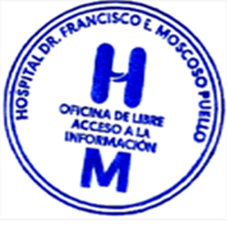 HOSPITAL DR. FRANCISCO E. MOSCOSO PUELLO
H
OFICINA DE LIBRE
ACCESO A LA
INFORMACIÓN
M